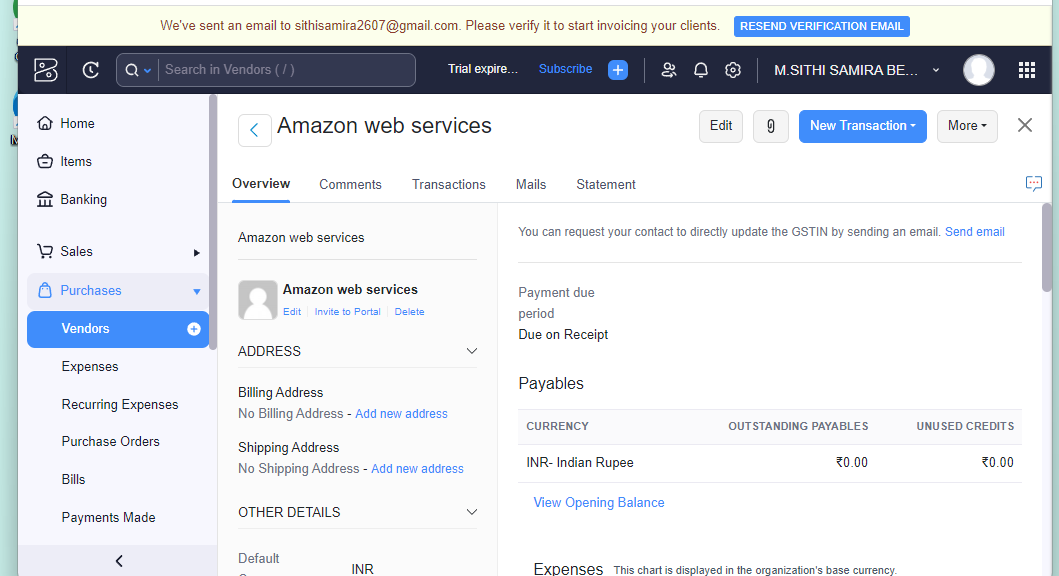 We've sent an email to sithisamira2607@gmail.com. Please verify it to start invoicing your clients. RESEND VERIFICATION EMAIL
Search in Vendors ( / ) Trial expire... Subscribe M.SITHI SAMIRA BE...
Home
Items
Banking
Sales
Purchases
Vendors
Expenses
Recurring Expenses
Purchase Orders
Bills
Payments Made
Amazon web services Edit New Transaction More
Overview Comments Transactions Mails Statement
Amazon web services
Amazon web services
Edit Invite to Portal Delete
ADDRESS
Billing Address
No Billing Address - Add new address
Shipping Address
No Shipping Address - Add new address
OTHER DETAILS
Default
INR
You can request your contact to directly update the GSTIN by sending an email. Send email
Payment due
period
Due on Receipt
Payables
CURRENCY OUTSTANDING PAYABLES UNUSED CREDITS
INR- Indian Rupee ₹0.00 ₹0.00
View Opening Balance
Expenses This chart is displayed in the organization's base currency.